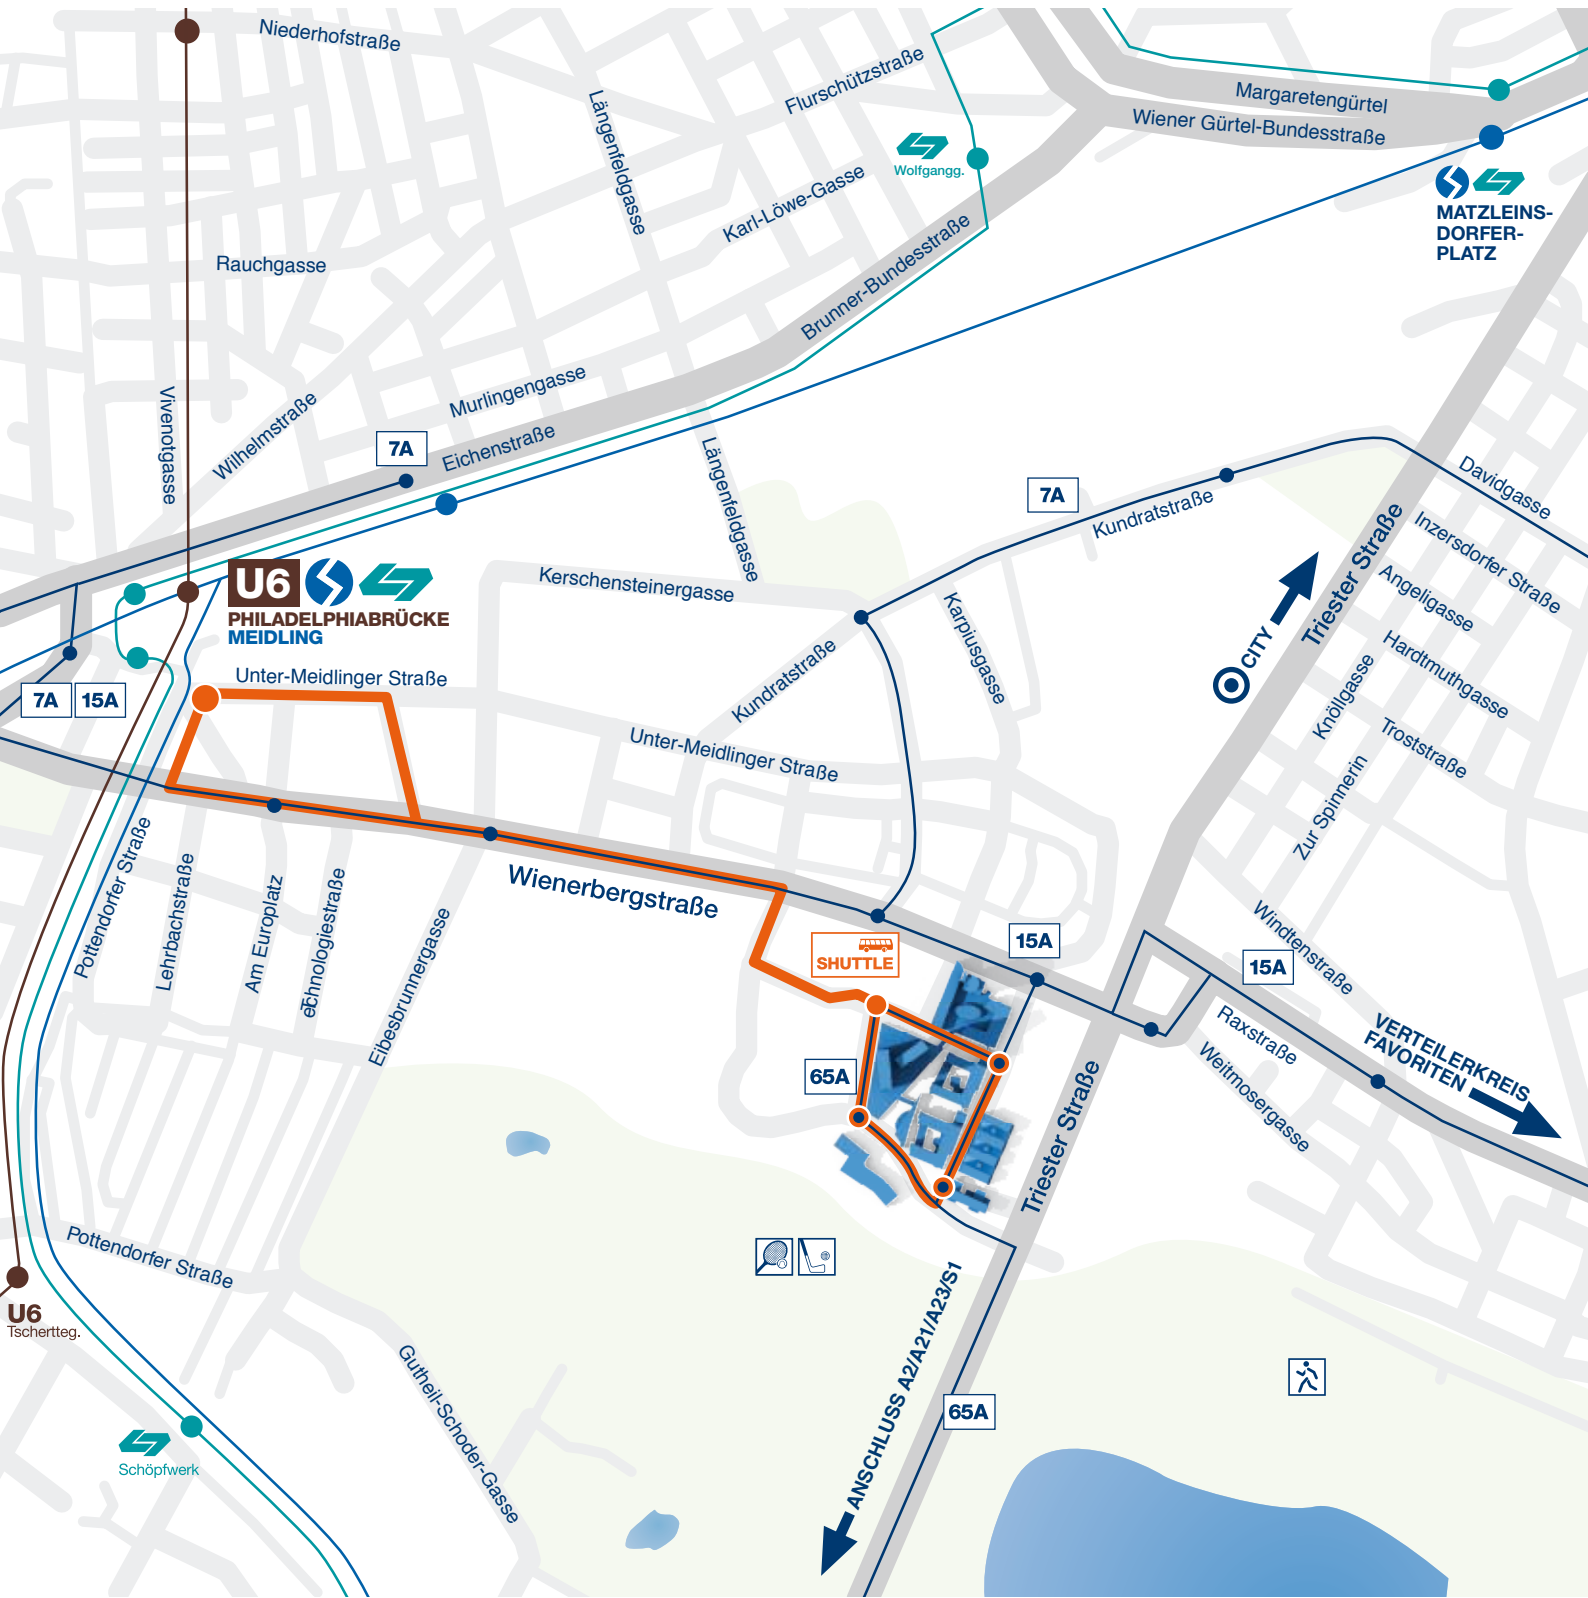 Niederhofstraße
Längenfeldgasse
Flurschützstraße
Margaretengürtel
Wiener Gürtel-Bundesstraße
Wolfgangg.
Karl-Löwe-Gasse
MATZLEINS-
DORFER-
PLATZ
Rauchgasse
Brunner-Bundesstraße
Vivenotgasse
Wilhelmstraße
Murlingengasse
7A
Eichenstraße
Längenfeldgasse
7A
Kundratstraße
Davidgasse
Inzersdorfer Straße
Triester Straße
Angeligasse
U6
PHILADELPHIABRÜCKE
MEIDLING
Kerschensteinergasse
Karpiusgasse
CITY
Hardtmuthgasse
Knöllgasse
Troststraße
Unter-Meidlinger Straße
7A
15A
Kundratstraße
Unter-Meidlinger Straße
Zur Spinnerin
Pottendorfer Straße
Lehrbachstraße
Am Europlatz
Technologiestraße
Eibesbrunnergasse
Wienerbergstraße
SHUTTLE
15A
Windtenstraße
15A
Raxstraße
VERTEILERKREIS
FAVORITEN
Weitmosergasse
65A
Triester Straße
Pottendorfer Straße
U6
Tschertteg.
Gutheil-Schoder-Gasse
ANSCHLUSS A2/A21/A23/S1
65A
Schöpfwerk